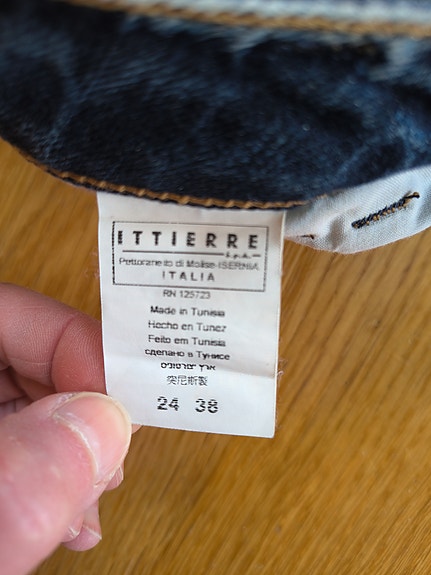 ITTIERRE
s.p.a.
Pettoranello di Molise-ISERNIA
ITALIA
RN 125723
Made in Tunisia
Hecho en Tunez
Feito em Tunisia
сделано в Тунисе
ארץ יצור:טוניס
突尼斯製
24 38